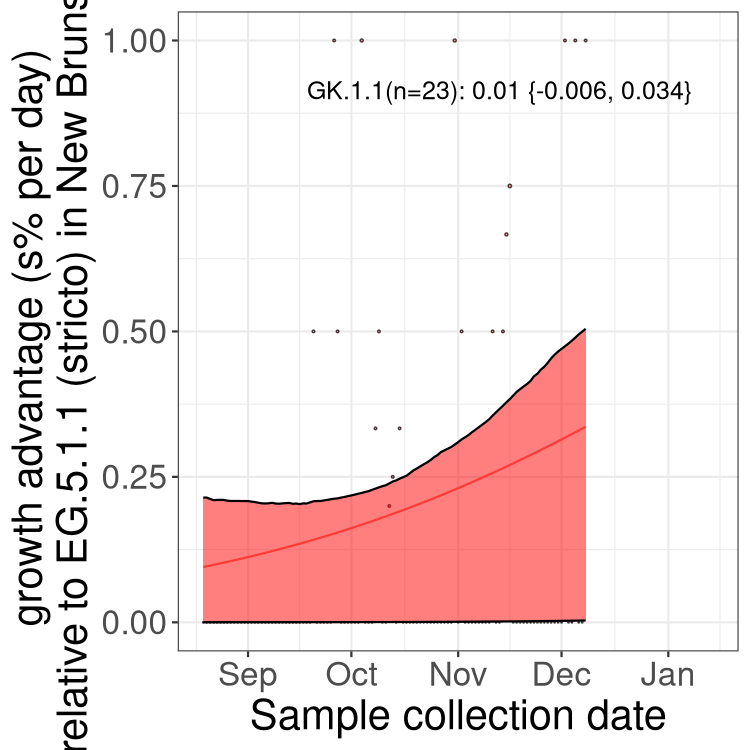 growth advantage (s% per day)
relative to EG.5.1.1 (stricto) in New Bruns
1.00
0.75
0.50
0.25
0.00
GK.1.1(n=23): 0.01 {-0.006, 0.034}
Sep Oct Nov Dec Jan
Sample collection date